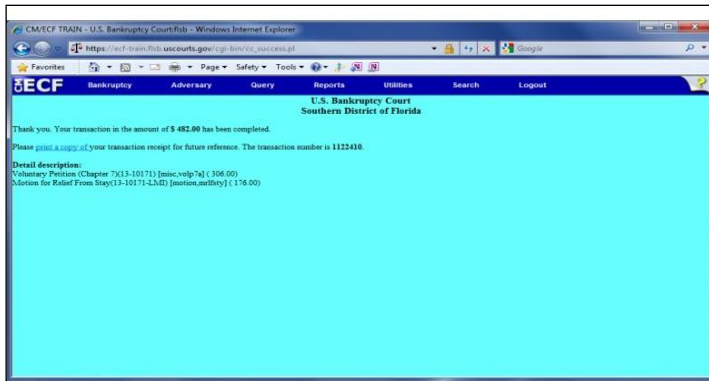 CM/ECF TRAIN - U.S. Bankruptcy Court:flsb - Windows Internet Explorer
https://ecf-train.flsb.uscourts.gov/cgi-bin/cc_success.pl
Google
Favorites
Page
Safety
Tools
ECF Bankruptcy Adversary Query Reports Utilities Search Logout
?
U.S. Bankruptcy Court
Southern District of Florida
Thank you. Your transaction in the amount of $ 482.00 has been completed.
Please print a copy of your transaction receipt for future reference. The transaction number is 1122410.
Detail description:
Voluntary Petition (Chapter 7)(13-10171) [misc,volp7a] ( 306.00)
Motion for Relief From Stay(13-10171-LMI) [motion,mrlfsty] ( 176.00)